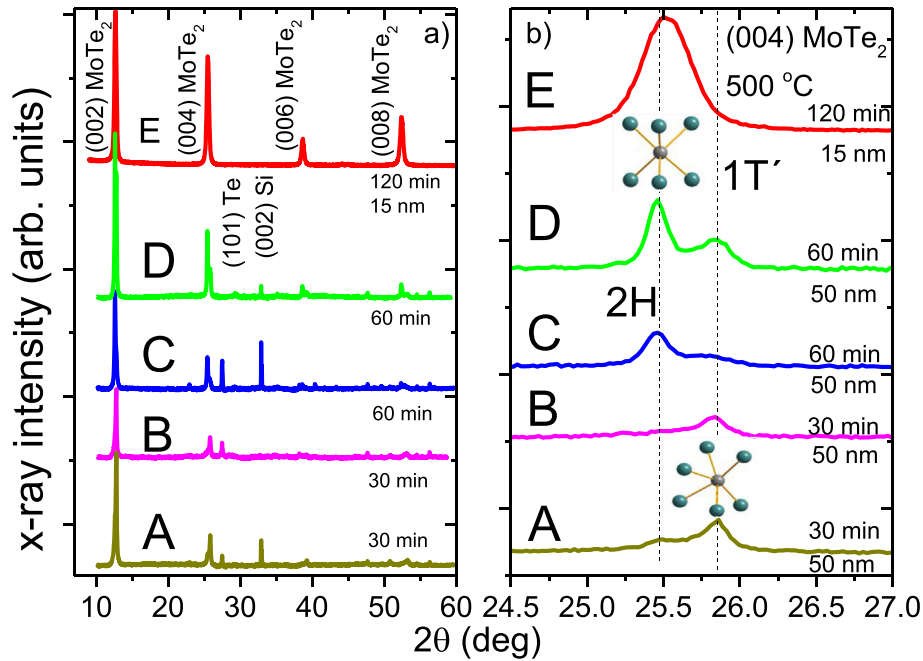 x-ray intensity (arb. units)
a)
(002) MoTe2
(004) MoTe2
(006) MoTe2
(008) MoTe2
E
120 min
15 nm
(101) Te
(002) Si
D
60 min
C
60 min
B
30 min
A
30 min
10 20 30 40 50 60
b)
(004) MoTe2
500 °C
E
120 min
15 nm
1T´
D
60 min
50 nm
2H
C
60 min
50 nm
B
30 min
50 nm
A
30 min
50 nm
24.5 25.0 25.5 26.0 26.5 27.0
2θ (deg)